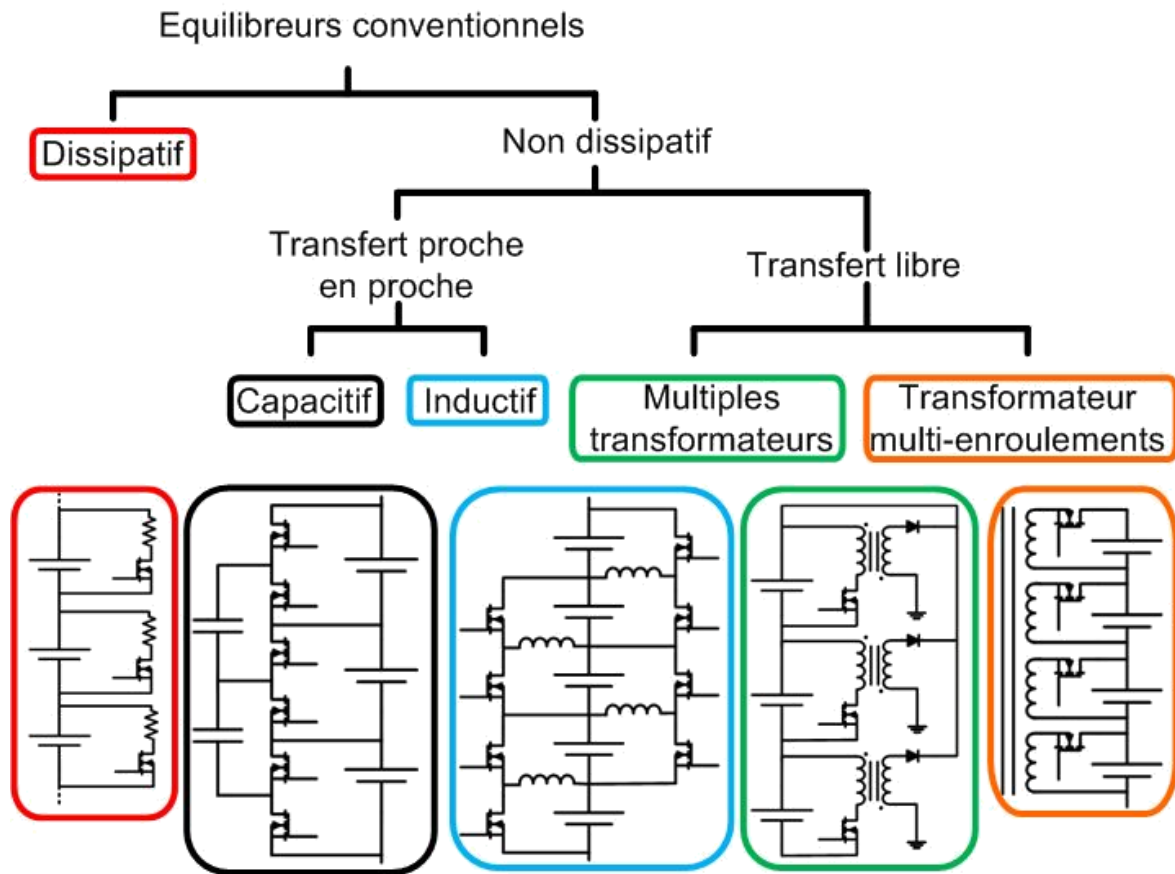 Equilibreurs conventionnels
Dissipatif
Non dissipatif
Transfert proche
en proche
Transfert libre
Capacitif
Inductif
Multiples
transformateurs
Transformateur
multi-enroulements